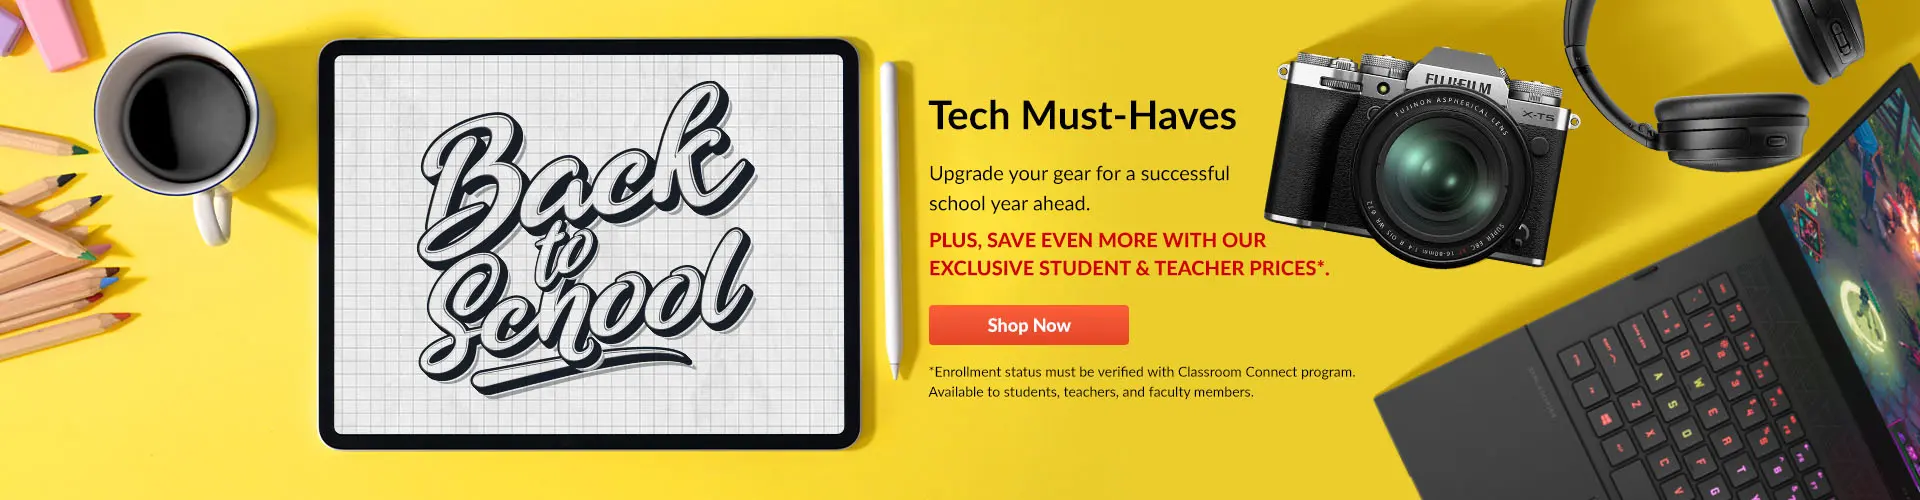 Back
to
School
Tech Must-Haves
Upgrade your gear for a successful
school year ahead.
PLUS, SAVE EVEN MORE WITH OUR
EXCLUSIVE STUDENT & TEACHER PRICES*.
Shop Now
*Enrollment status must be verified with Classroom Connect program.
Available to students, teachers, and faculty members.
FUJIFILM
X-T5
FUJINON ASPHERICAL LENS